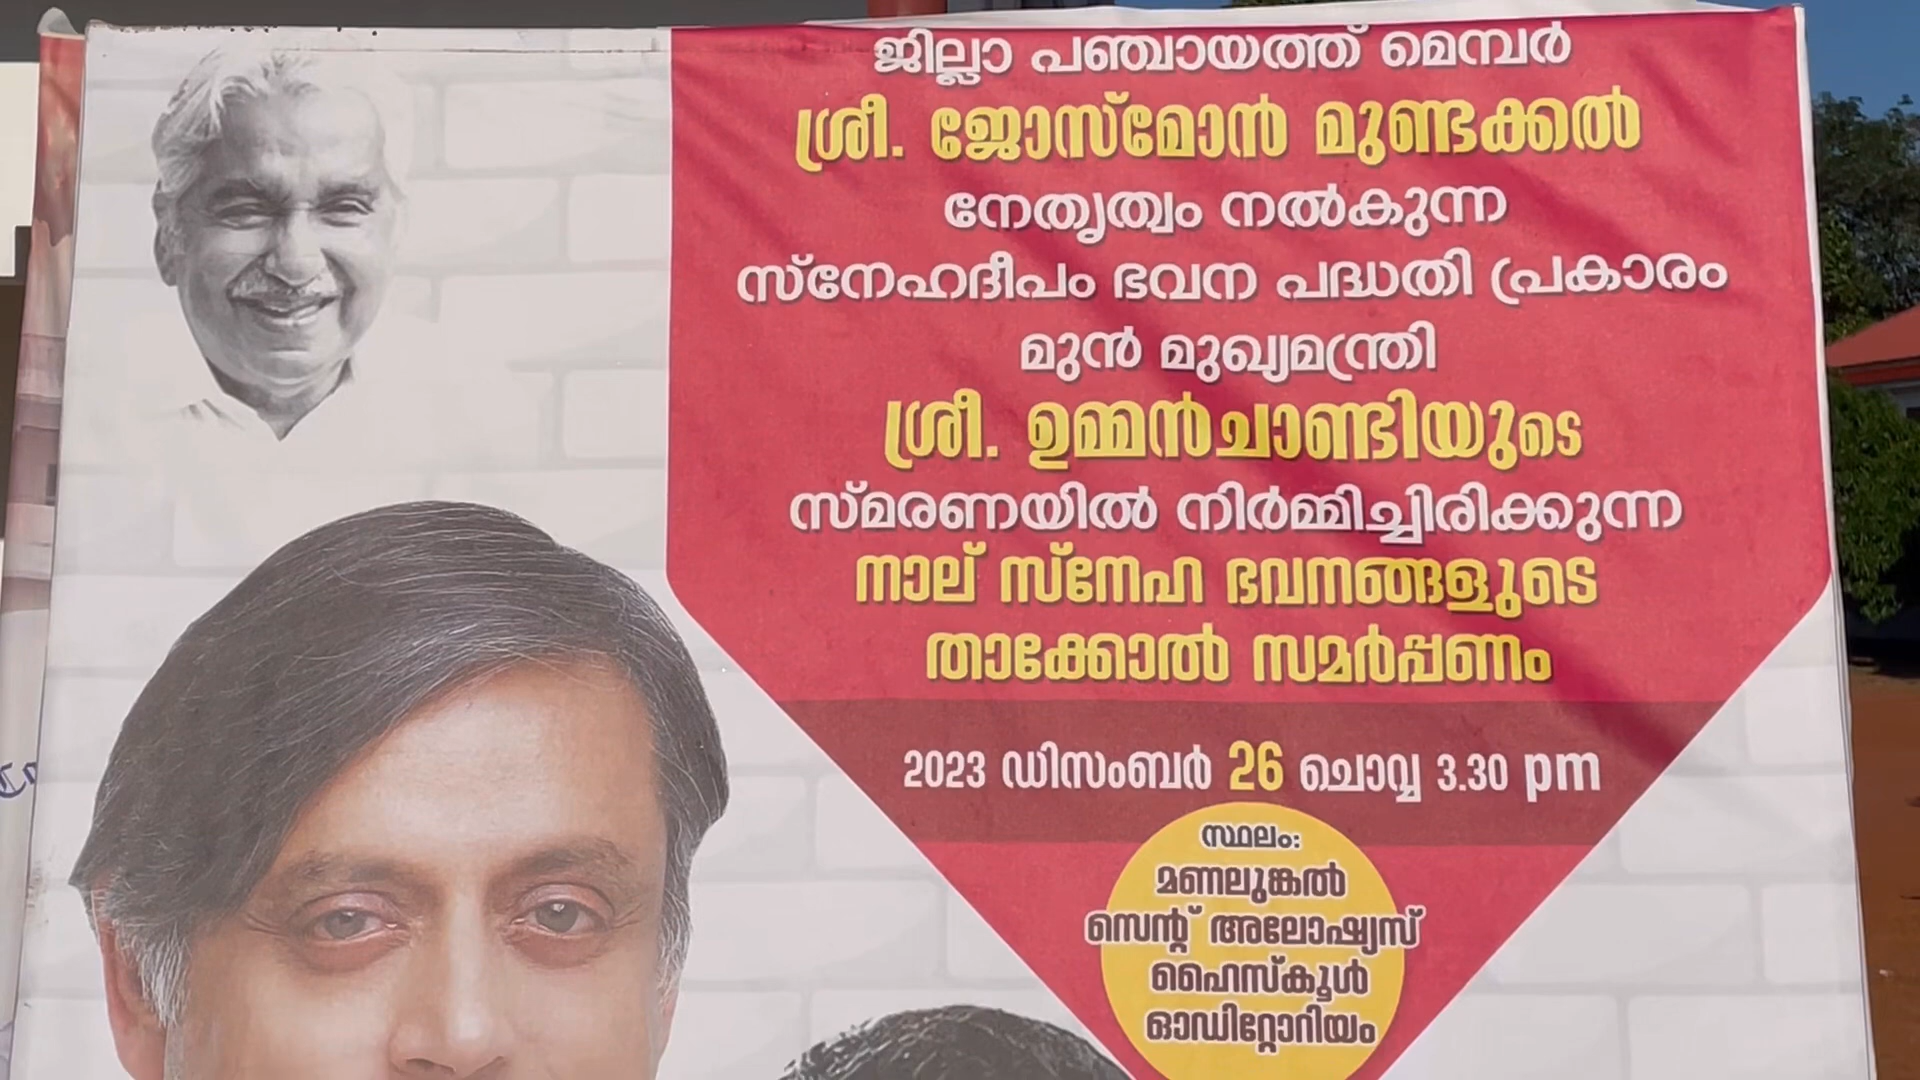 ജില്ലാ പഞ്ചായത്ത് മെമ്പർ
ശ്രീ. ജോസ്മോൻ മുണ്ടക്കൽ
നേതൃത്വം നൽകുന്ന
സ്നേഹദീപം ഭവന പദ്ധതി പ്രകാരം
മുൻ മുഖ്യമന്ത്രി
ശ്രീ. ഉമ്മൻചാണ്ടിയുടെ
സ്മരണയിൽ നിർമ്മിച്ചിരിക്കുന്ന
നാല് സ്നേഹ ഭവനങ്ങളുടെ
താക്കോൽ സമർപ്പണം
2023 ഡിസംബർ 26 ചൊവ്വ 3.30 pm
സ്ഥലം:
മണലുങ്കൽ
സെന്റ് അലോഷ്യസ്
ഹൈസ്കൂൾ
ഓഡിറ്റോറിയം